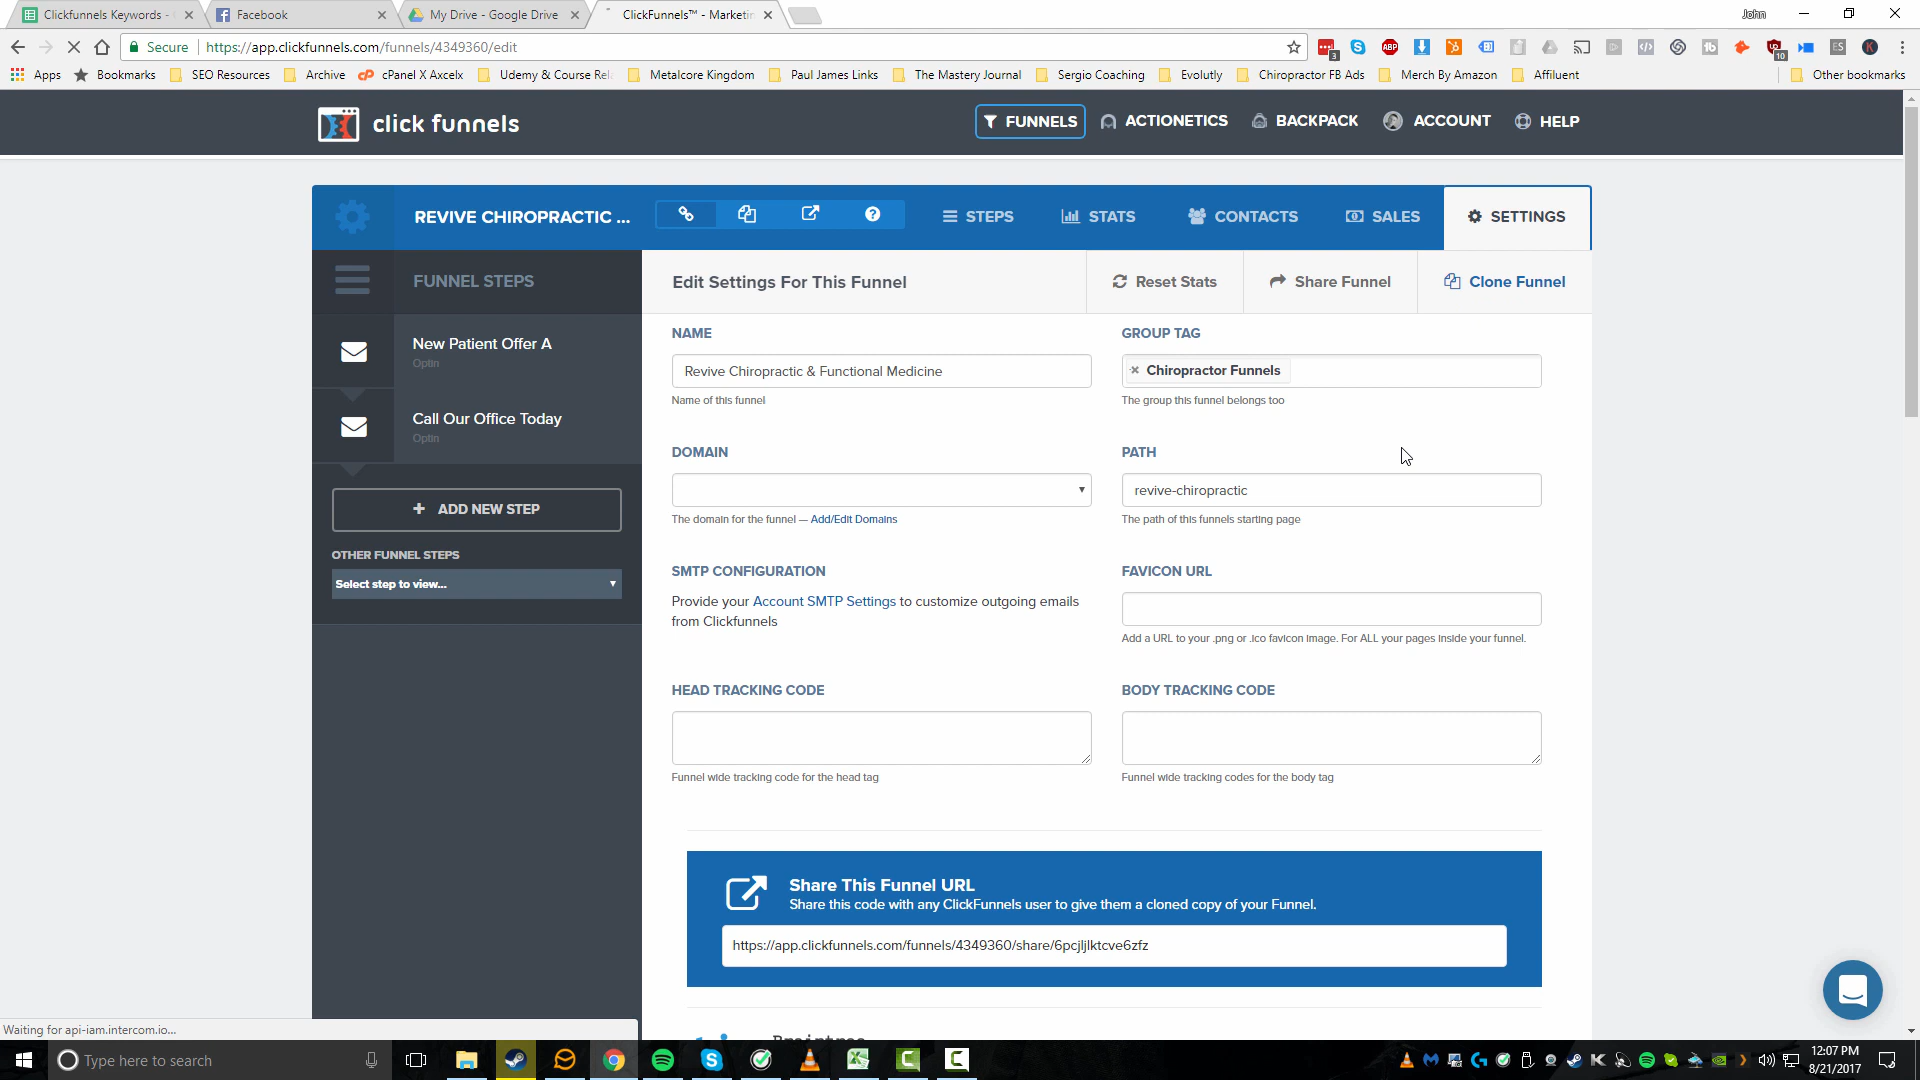 Clickfunnels Keywords -
Facebook
My Drive - Google Drive
ClickFunnels™ - Marketin
John
Secure
https://app.clickfunnels.com/funnels/4349360/edit
Apps
Bookmarks
SEO Resources
Archive
cPanel X Axcelx
Udemy & Course Rel
Metalcore Kingdom
Paul James Links
The Mastery Journal
Sergio Coaching
Evolutly
Chiropractor FB Ads
Merch By Amazon
Affiluent
Other bookmarks
click funnels
FUNNELS
ACTIONETICS
BACKPACK
ACCOUNT
HELP
REVIVE CHIROPRACTIC ...
STEPS
STATS
CONTACTS
SALES
SETTINGS
FUNNEL STEPS
Edit Settings For This Funnel
Reset Stats
Share Funnel
Clone Funnel
New Patient Offer A
Optin
Call Our Office Today
Optin
ADD NEW STEP
OTHER FUNNEL STEPS
Select step to view...
NAME
Revive Chiropractic & Functional Medicine
Name of this funnel
GROUP TAG
× Chiropractor Funnels
The group this funnel belongs too
DOMAIN
The domain for the funnel — Add/Edit Domains
PATH
revive-chiropractic
The path of this funnels starting page
SMTP CONFIGURATION
Provide your Account SMTP Settings to customize outgoing emails
from Clickfunnels
FAVICON URL
Add a URL to your .png or .ico favicon image. For ALL your pages inside your funnel.
HEAD TRACKING CODE
Funnel wide tracking code for the head tag
BODY TRACKING CODE
Funnel wide tracking codes for the body tag
Share This Funnel URL
Share this code with any ClickFunnels user to give them a cloned copy of your Funnel.
https://app.clickfunnels.com/funnels/4349360/share/6pcjljlktcve6zfz
Waiting for api-iam.intercom.io...
Type here to search
12:07 PM
8/21/2017